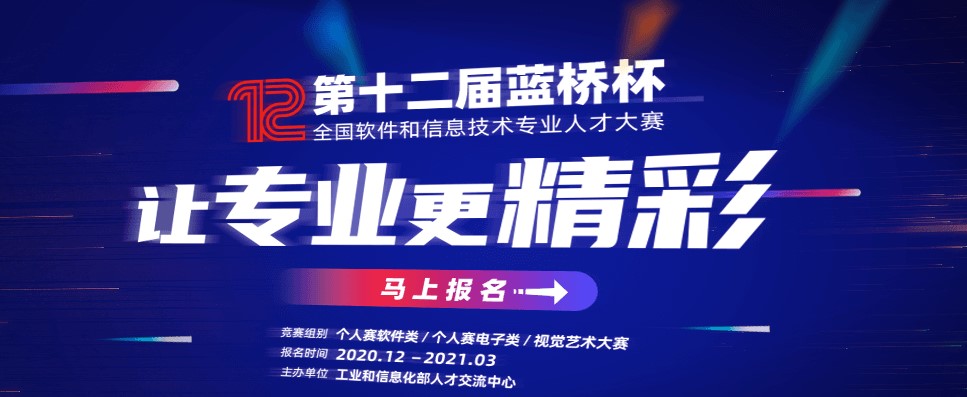 12 第十二届蓝桥杯
全国软件和信息技术专业人才大赛
让专业更精彩
马上报名
竞赛组别 个人赛软件类 / 个人赛电子类 / 视觉艺术大赛
报名时间 2020.12 -2021.03
主办单位 工业和信息化部人才交流中心